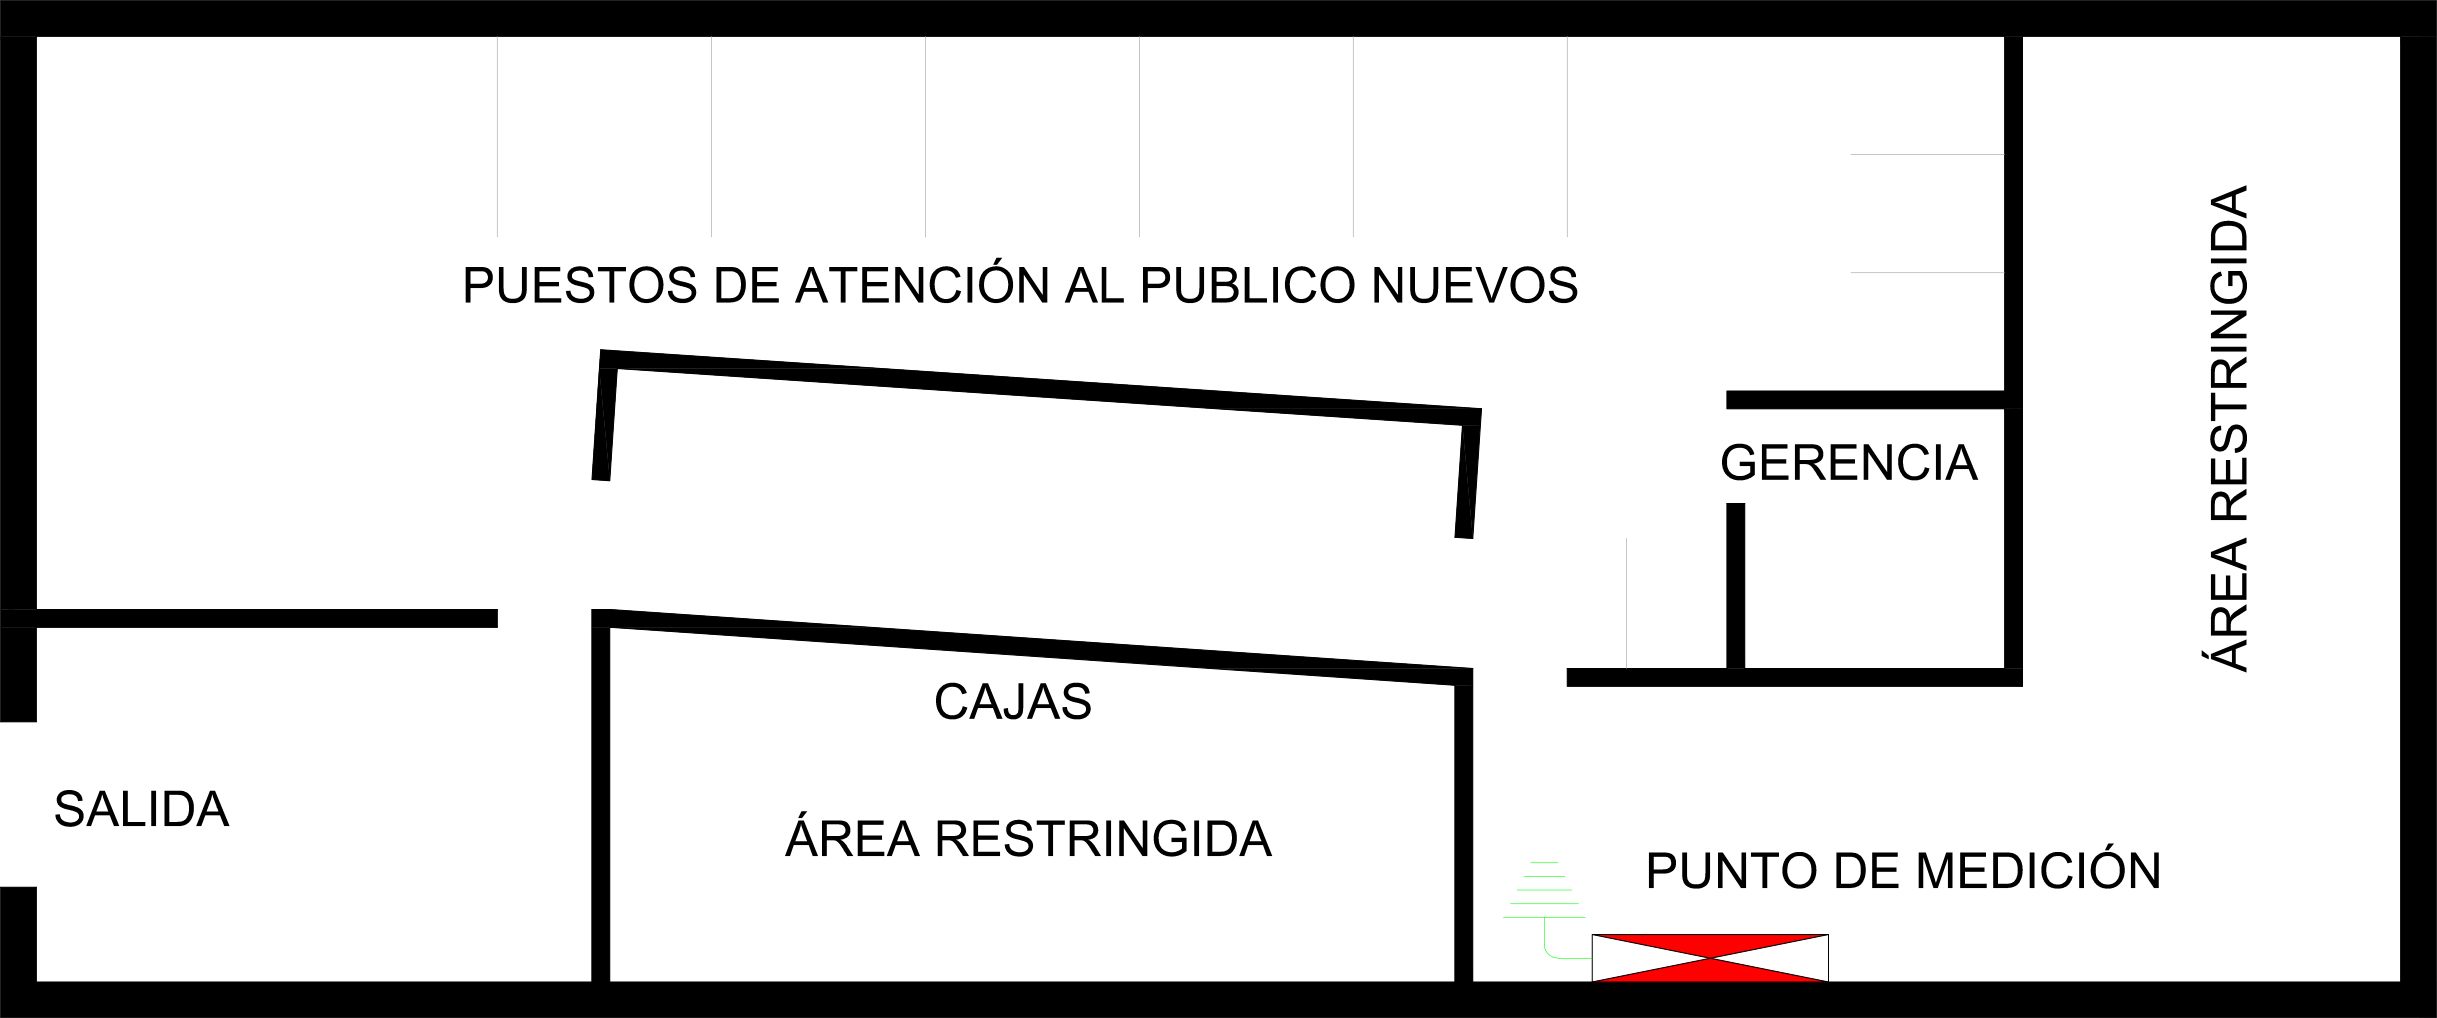 PUESTOS DE ATENCIÓN AL PUBLICO NUEVOS
GERENCIA
ÁREA RESTRINGIDA
CAJAS
SALIDA
ÁREA RESTRINGIDA
PUNTO DE MEDICIÓN